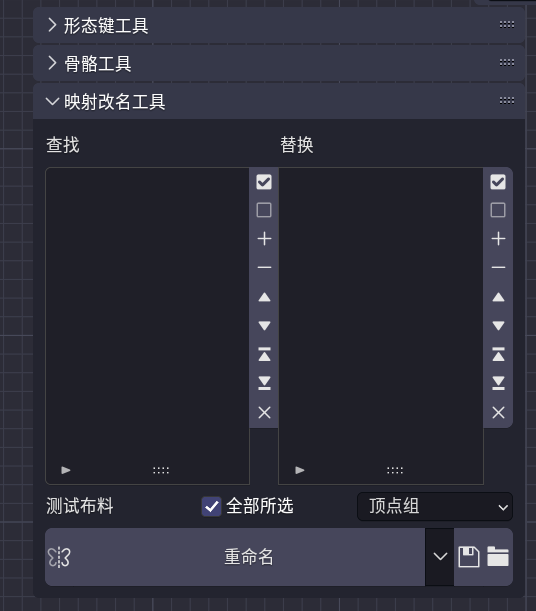 形态键工具
骨骼工具
映射改名工具
查找
替换
测试布料
全部所选
顶点组
重命名